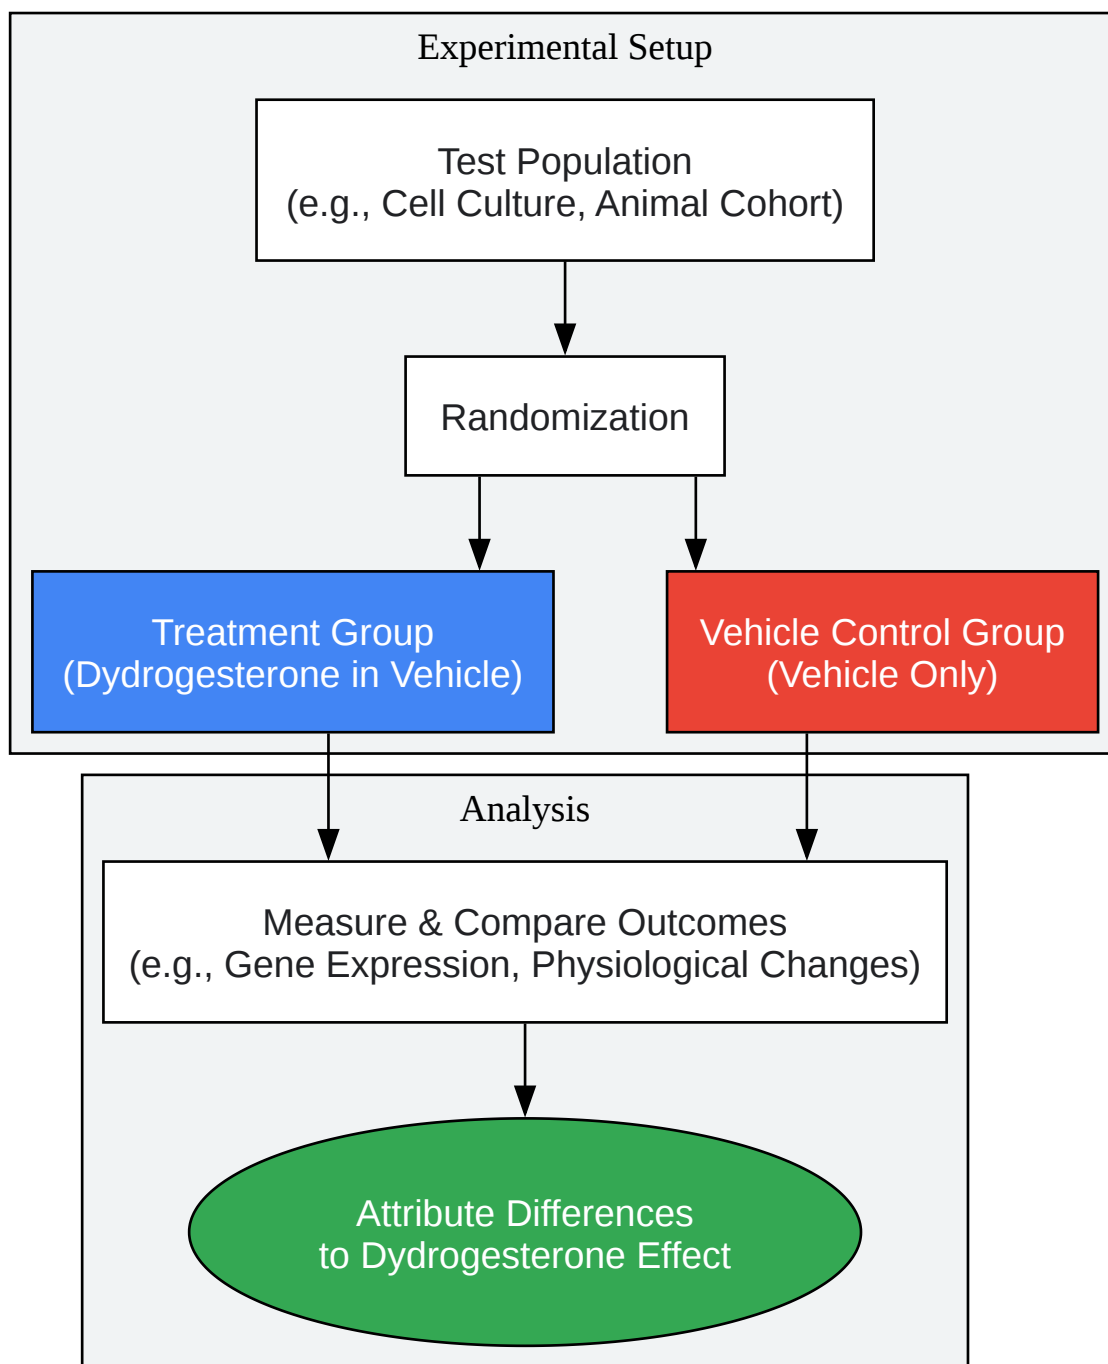 Experimental Setup
Test Population
(e.g., Cell Culture, Animal Cohort)
Randomization
Treatment Group
(Dydrogesterone in Vehicle)
Vehicle Control Group
(Vehicle Only)
Analysis
Measure & Compare Outcomes
(e.g., Gene Expression, Physiological Changes)
Attribute Differences
to Dydrogesterone Effect